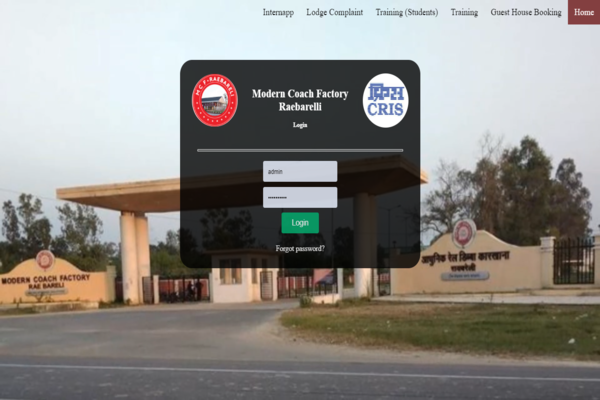 Internapp Lodge Complaint Training (Students) Training Guest House Booking Home
M C F - RAEBARELI
Modern Coach Factory
Raebarelli
क्रिस
CRIS
Login
admin
•••••••••
Login
Forgot password?
MODERN COACH FACTORY
RAE BARELI
आधुनिक रेल डिब्बा कारखाना
रायबरेली